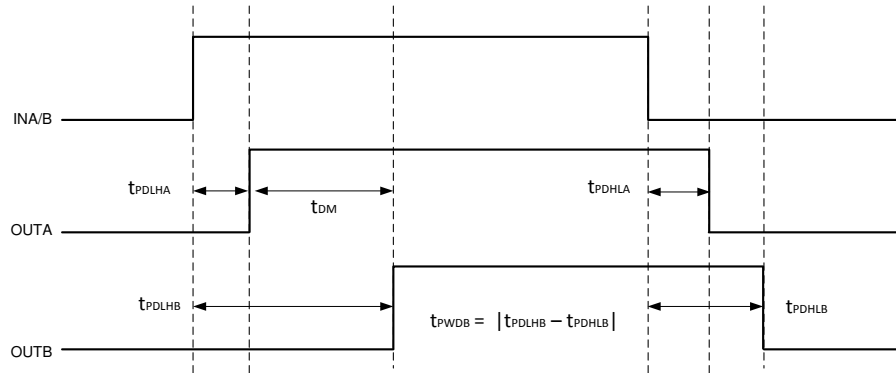 INA/B
tPDLHA
tDM
tPDHLA
OUTA
tPDLHB
tPWDB = |tPDLHB – tPDHLB|
tPDHLB
OUTB